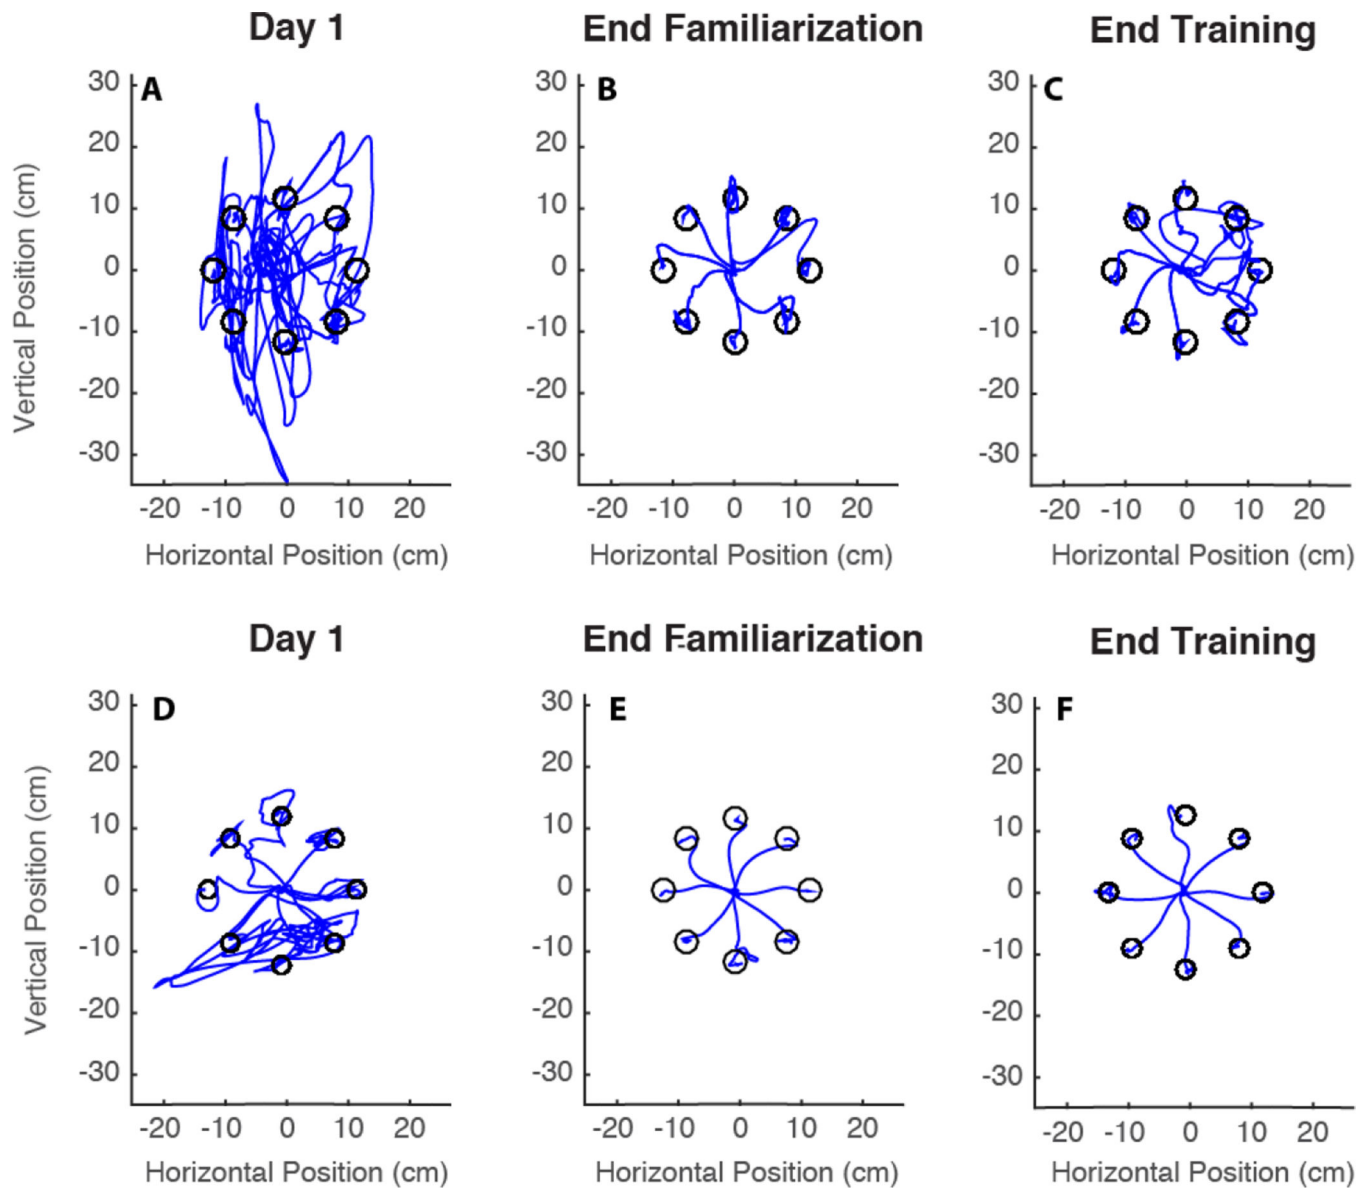 Day 1 End Familiarization End Training
A B C
30 30 30
20 20 20
10 10 10
0 0 0
-10 -10 -10
-20 -20 -20
-30 -30 -30
Vertical Position (cm)
-20 -10 0 10 20 -20 -10 0 10 20 -20 -10 0 10 20
Horizontal Position (cm) Horizontal Position (cm) Horizontal Position (cm)
Day 1 End Familiarization End Training
D E F
30 30 30
20 20 20
10 10 10
0 0 0
-10 -10 -10
-20 -20 -20
-30 -30 -30
Vertical Position (cm)
-20 -10 0 10 20 -20 -10 0 10 20 -20 -10 0 10 20
Horizontal Position (cm) Horizontal Position (cm) Horizontal Position (cm)